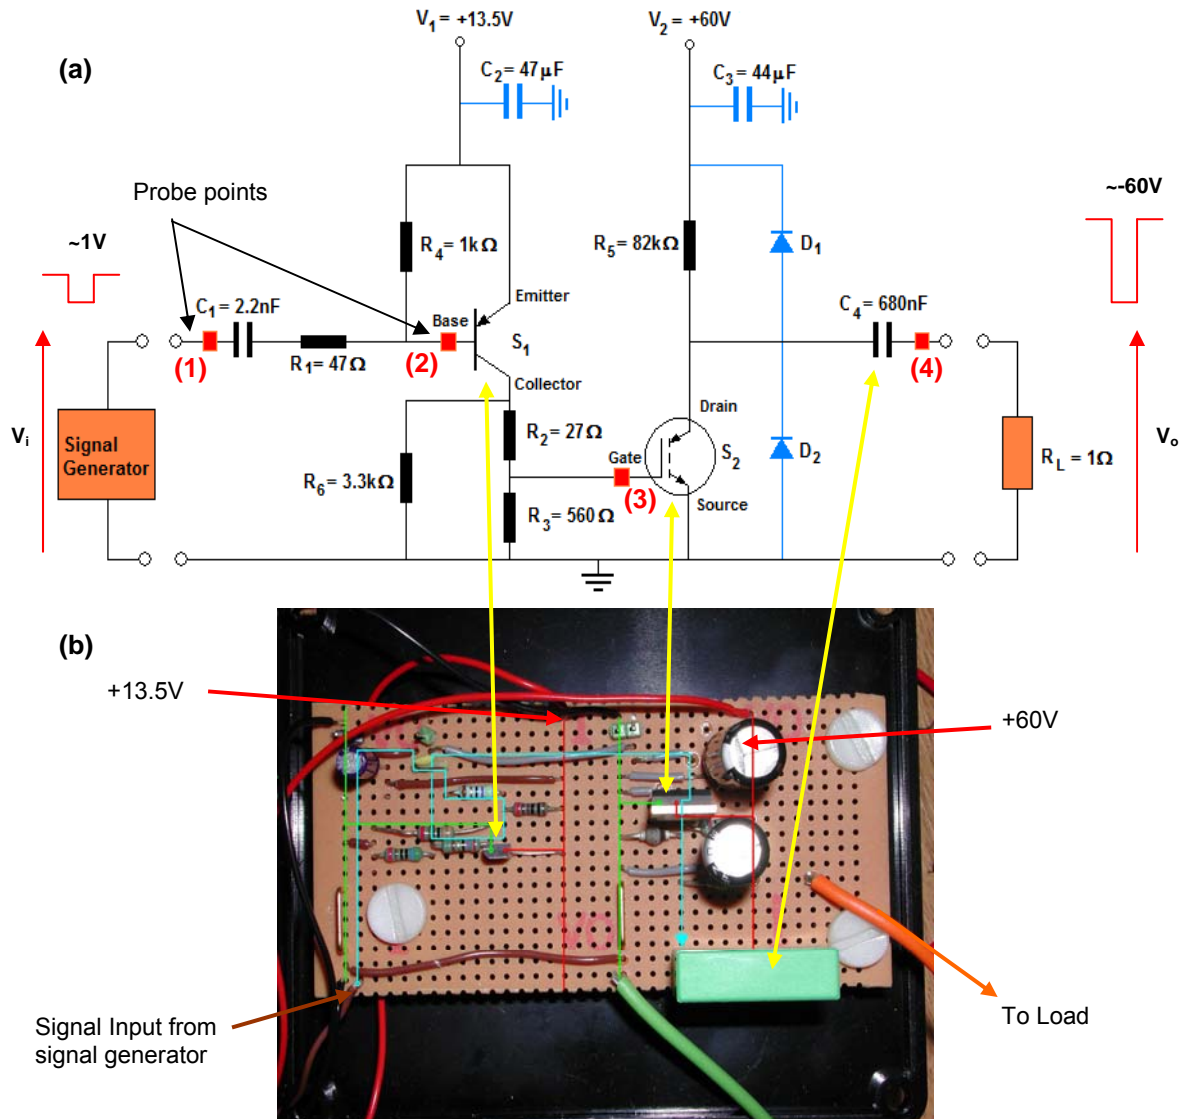 V1 = +13.5V
V2 = +60V
(a)
C2 = 47μF
C3 = 44μF
Probe points
~1V
~-60V
R4 = 1kΩ
R5 = 82kΩ
D1
C1 = 2.2nF
Emitter
C4 = 680nF
Base
S1
(1)
R1 = 47Ω
(2)
(4)
Collector
Vi
Signal
Generator
R2 = 27Ω
Drain
Gate
S2
D2
Vo
RL = 1Ω
R6 = 3.3kΩ
(3)
Source
R3 = 560Ω
(b)
+13.5V
+60V
Signal Input from
signal generator
To Load